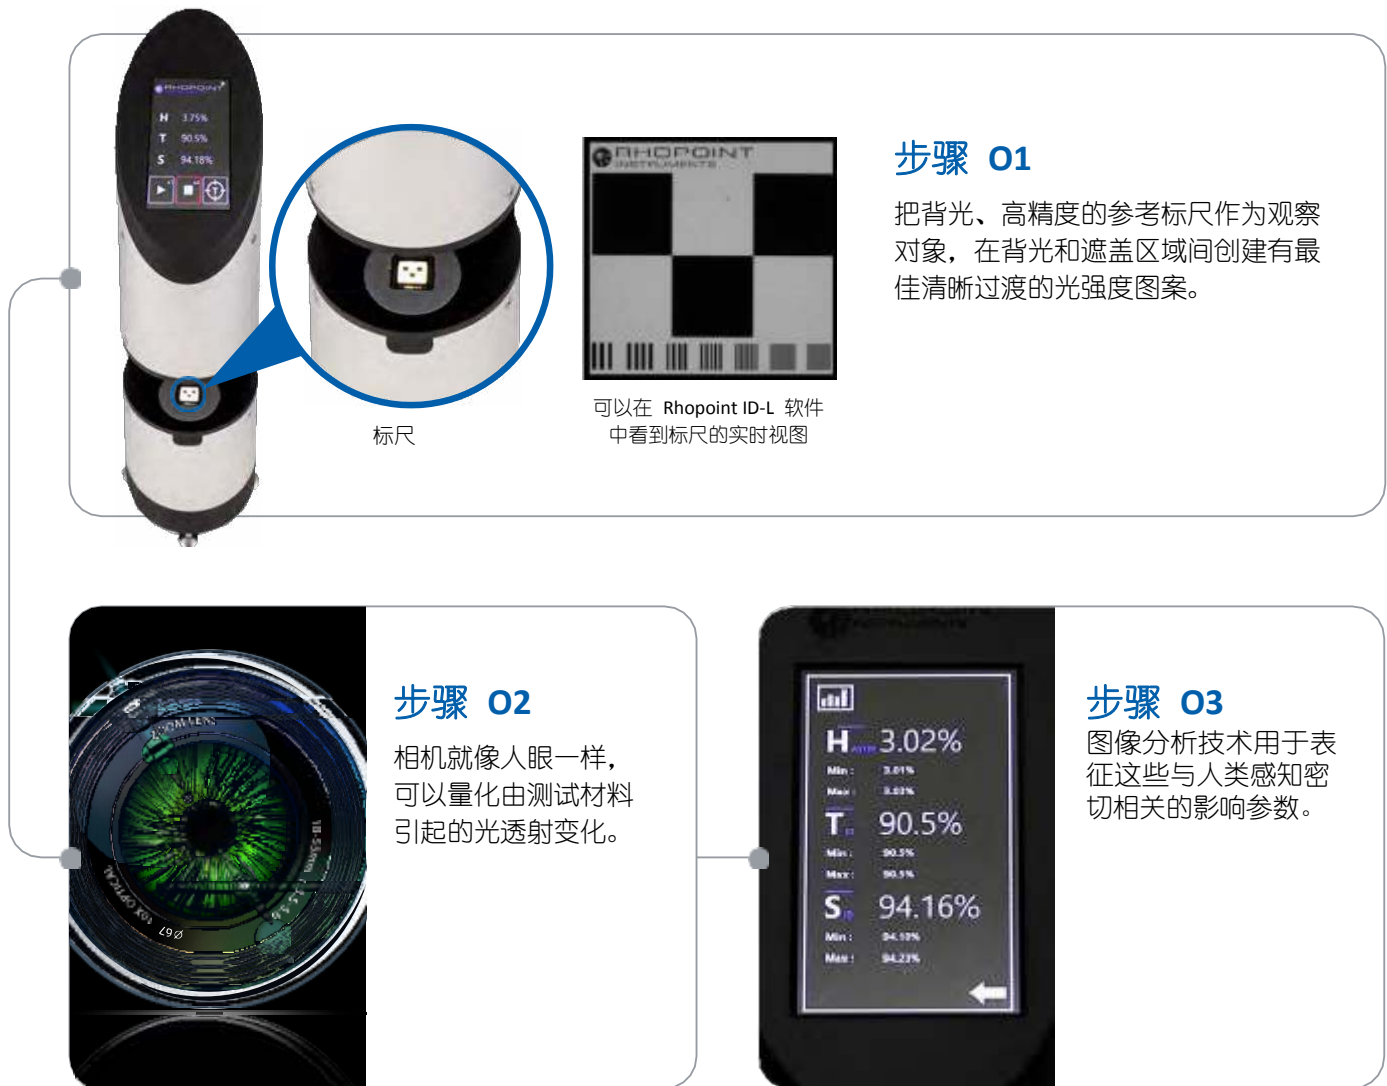 RHOPOINT
H 3.75%
T 90.5%
S 94.18%
标尺
RHOPOINT
INSTRUMENTS
可以在 Rhopoint ID-L 软件
中看到标尺的实时视图
步骤 01
把背光、高精度的参考标尺作为观察
对象，在背光和遮盖区域间创建有最
佳清晰过渡的光强度图案。
ZOOM LENS
18-55mm
10X OPTICAL
Ø 67
步骤 02
相机就像人眼一样，
可以量化由测试材料
引起的光透射变化。
H 3.02%
Min : 3.01%
Max : 3.03%
T 90.5%
Min : 90.5%
Max : 90.5%
S 94.16%
Min : 94.10%
Max : 94.23%
步骤 03
图像分析技术用于表
征这些与人类感知密
切相关的影响参数。